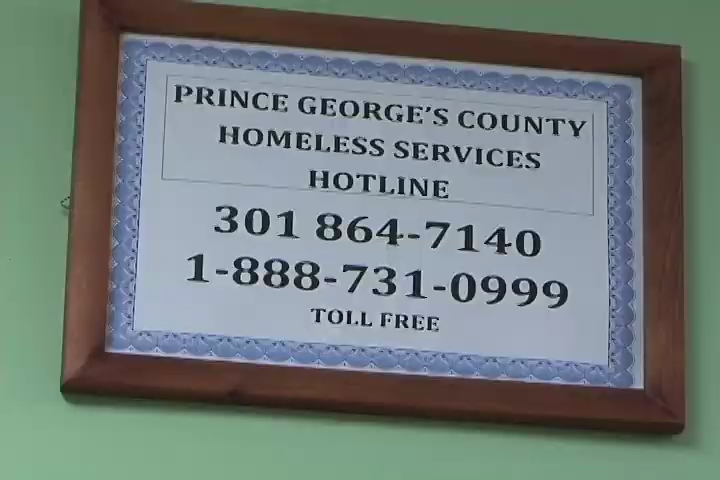 PRINCE GEORGE'S COUNTY
HOMELESS SERVICES
HOTLINE
301 864-7140
1-888-731-0999
TOLL FREE